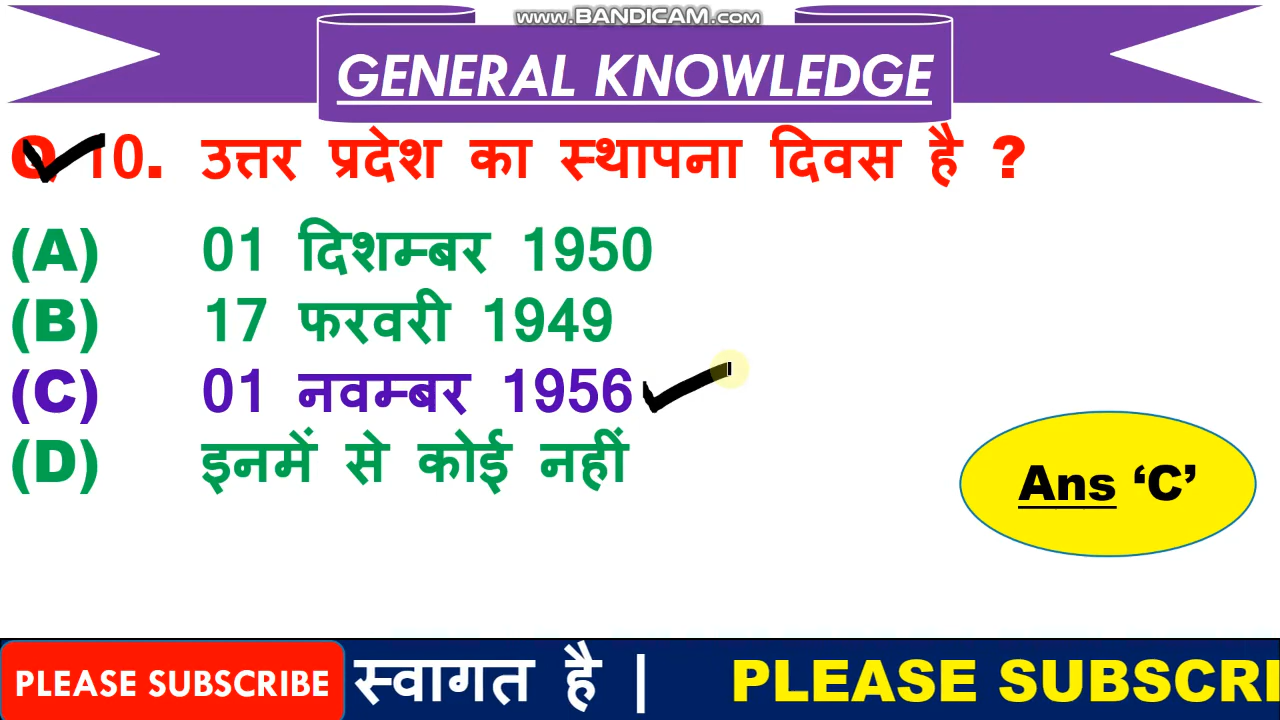 www.BANDICAM.com
GENERAL KNOWLEDGE
Q 10. उत्तर प्रदेश का स्थापना दिवस है ?
(A) 01 दिशम्बर 1950
(B) 17 फरवरी 1949
(C) 01 नवम्बर 1956
(D) इनमें से कोई नहीं
Ans ‘C’
PLEASE SUBSCRIBE स्वागत है | PLEASE SUBSCRI